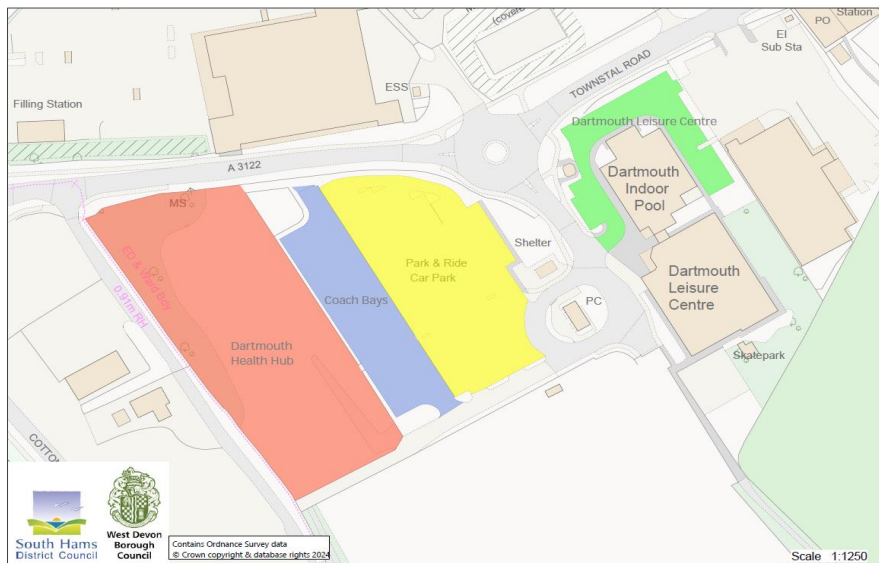 (cover
Station
PO
El
Sub Sta
TOWNSTAL ROAD
ESS
Filling Station
Dartmouth Leisure Centre
A 3122
Dartmouth
Indoor
Pool
MS
Shelter
ED & Ward Bdy
0.91m RH
Park & Ride
Car Park
Dartmouth
Leisure
Centre
Coach Bays
PC
Dartmouth
Health Hub
Skatepark
COTTO
South Hams
District Council
West Devon
Borough
Council
Contains Ordnance Survey data
© Crown copyright & database rights 2024
Scale 1:1250